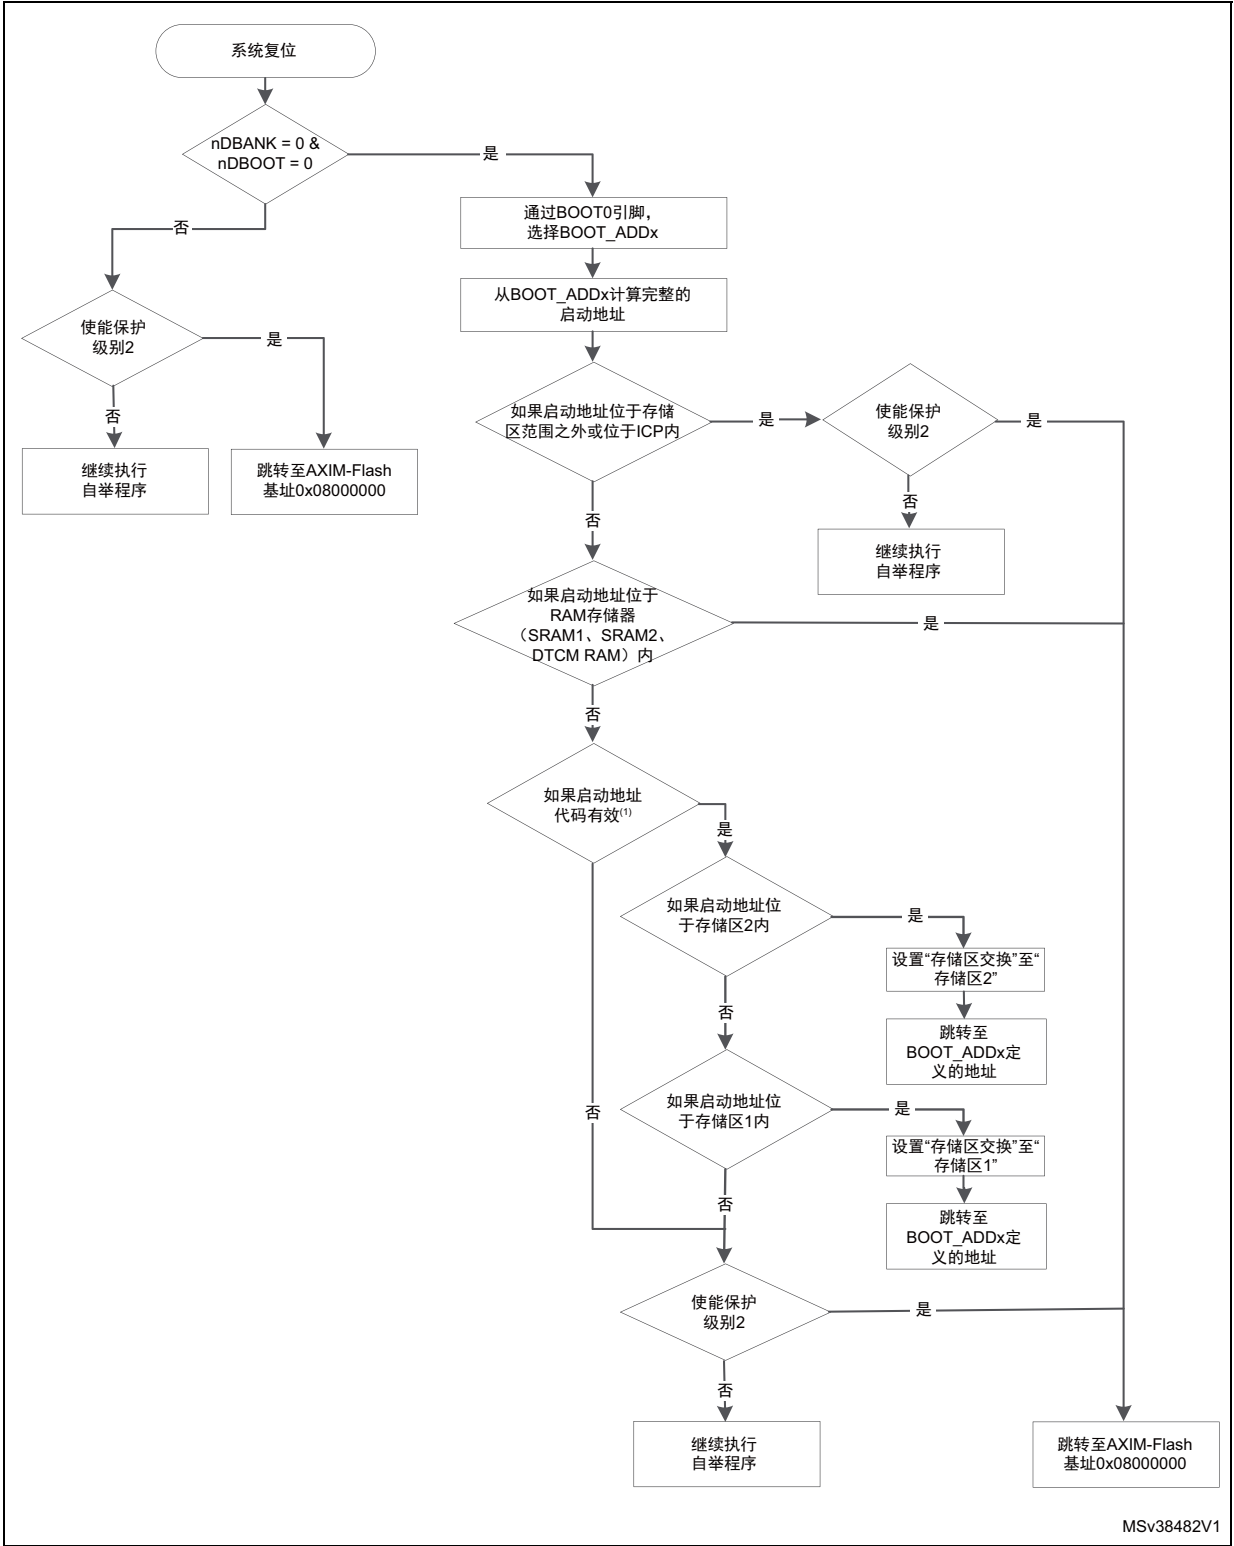 系统复位
nDBANK = 0 &
nDBOOT = 0
是
否
通过BOOT0引脚，
选择BOOT_ADDx
从BOOT_ADDx计算完整的
启动地址
使能保护
级别2
是
否
继续执行
自举程序
跳转至AXIM-Flash
基址0x08000000
如果启动地址位于存储
区范围之外或位于ICP内
是
使能保护
级别2
是
否
继续执行
自举程序
否
如果启动地址位于
RAM存储器
（SRAM1、SRAM2、
DTCM RAM）内
是
否
如果启动地址
代码有效(1)
是
如果启动地址位
于存储区2内
是
设置“存储区交换”至“
存储区2”
跳转至
BOOT_ADDx定
义的地址
否
如果启动地址位
于存储区1内
是
设置“存储区交换”至“
存储区1”
跳转至
BOOT_ADDx定
义的地址
否
否
使能保护
级别2
是
否
继续执行
自举程序
跳转至AXIM-Flash
基址0x08000000
MSv38482V1